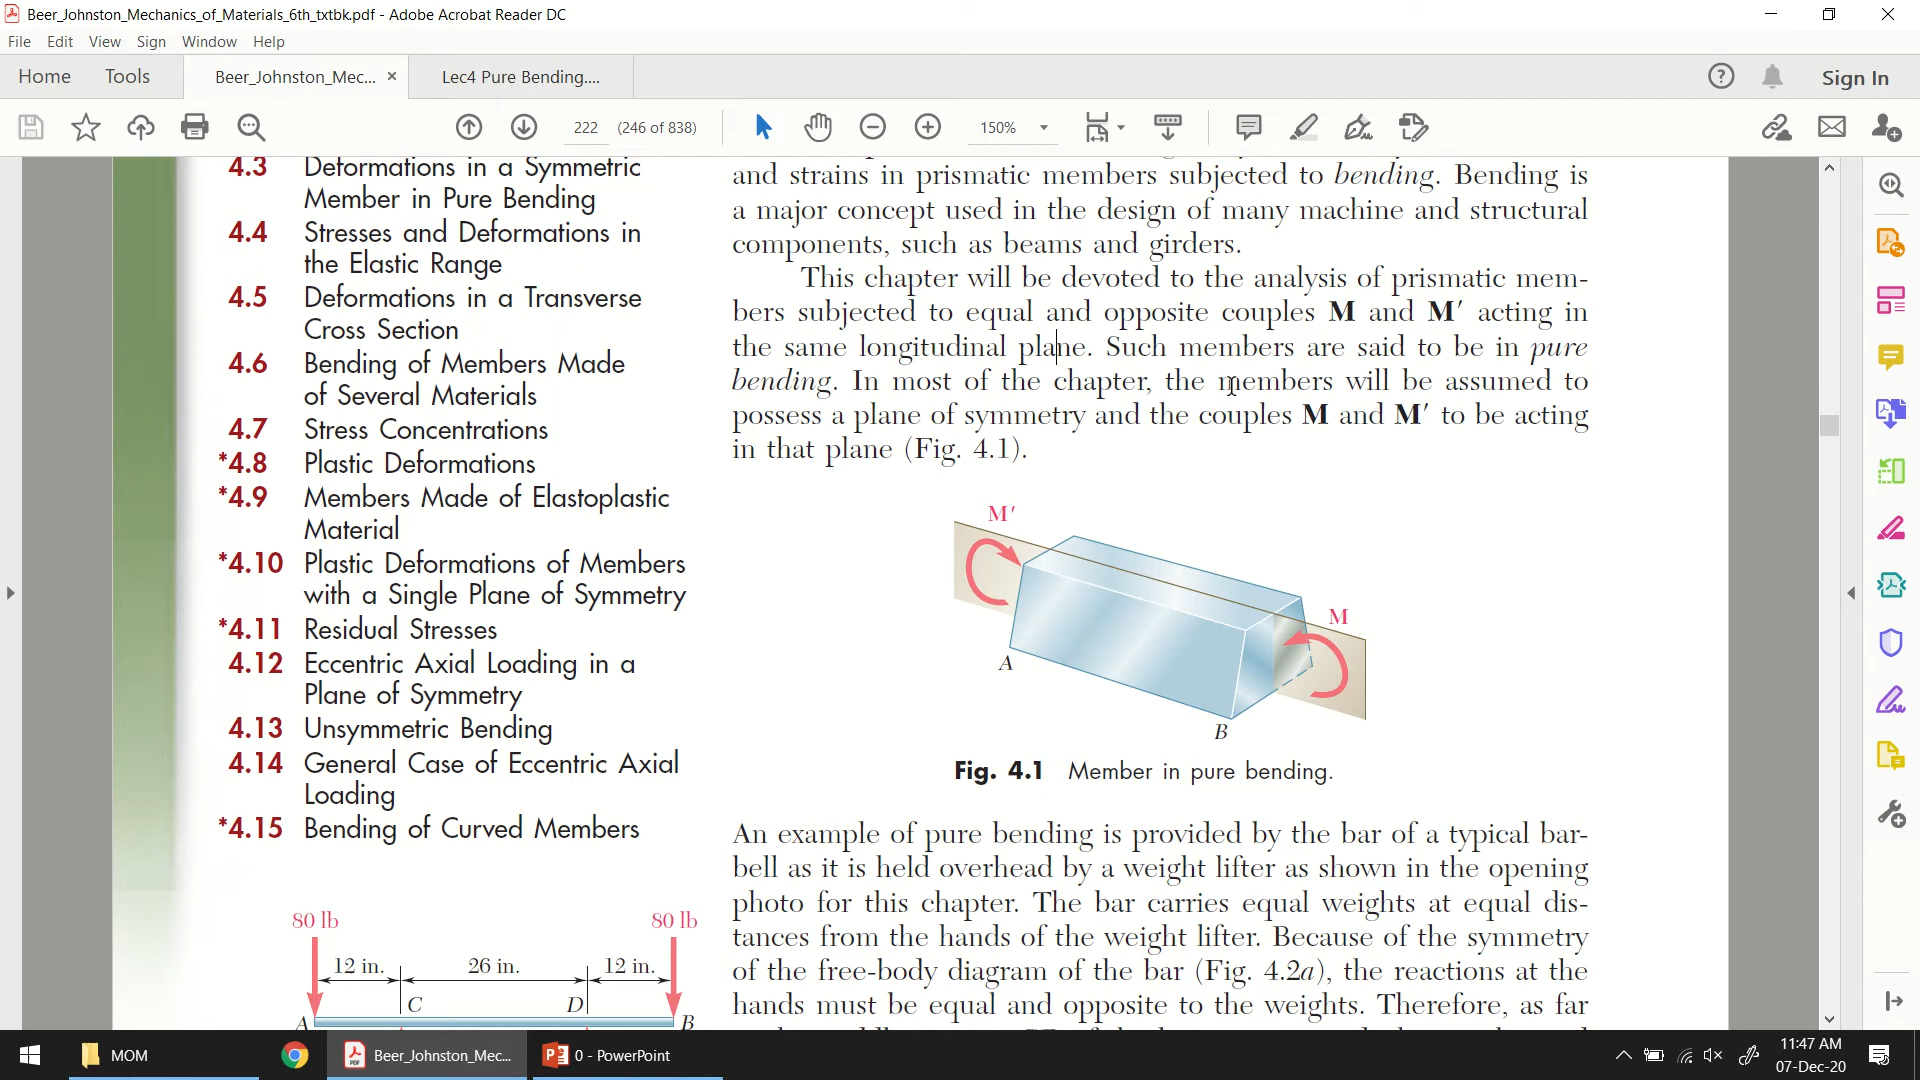 Beer_Johnston_Mechanics_of_Materials_6th_txtbk.pdf - Adobe Acrobat Reader DC
File Edit View Sign Window Help
Home Tools Beer_Johnston_Mec... × Lec4 Pure Bending.... Sign In
222 (246 of 838) 150%
4.3 Deformations in a Symmetric
Member in Pure Bending
4.4 Stresses and Deformations in
the Elastic Range
4.5 Deformations in a Transverse
Cross Section
4.6 Bending of Members Made
of Several Materials
4.7 Stress Concentrations
*4.8 Plastic Deformations
*4.9 Members Made of Elastoplastic
Material
*4.10 Plastic Deformations of Members
with a Single Plane of Symmetry
*4.11 Residual Stresses
4.12 Eccentric Axial Loading in a
Plane of Symmetry
4.13 Unsymmetric Bending
4.14 General Case of Eccentric Axial
Loading
*4.15 Bending of Curved Members
80 lb 80 lb
12 in. 26 in. 12 in.
C D
A B
and strains in prismatic members subjected to bending. Bending is
a major concept used in the design of many machine and structural
components, such as beams and girders.
This chapter will be devoted to the analysis of prismatic mem-
bers subjected to equal and opposite couples M and M′ acting in
the same longitudinal plane. Such members are said to be in pure
bending. In most of the chapter, the members will be assumed to
possess a plane of symmetry and the couples M and M′ to be acting
in that plane (Fig. 4.1).
M′
M
A
B
Fig. 4.1 Member in pure bending.
An example of pure bending is provided by the bar of a typical bar-
bell as it is held overhead by a weight lifter as shown in the opening
photo for this chapter. The bar carries equal weights at equal dis-
tances from the hands of the weight lifter. Because of the symmetry
of the free-body diagram of the bar (Fig. 4.2a), the reactions at the
hands must be equal and opposite to the weights. Therefore, as far
MOM Beer_Johnston_Mec... 0 - PowerPoint
11:47 AM
07-Dec-20